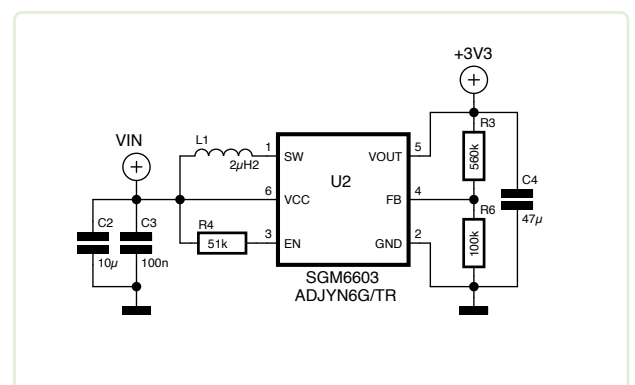 +3V3
VIN
L1
2µH2
1
SW
VOUT
5
R3
560k
U2
6
VCC
FB
4
C4
47µ
R4
51k
3
EN
GND
2
R6
100k
C2
10µ
C3
100n
SGM6603
ADJYN6G/TR